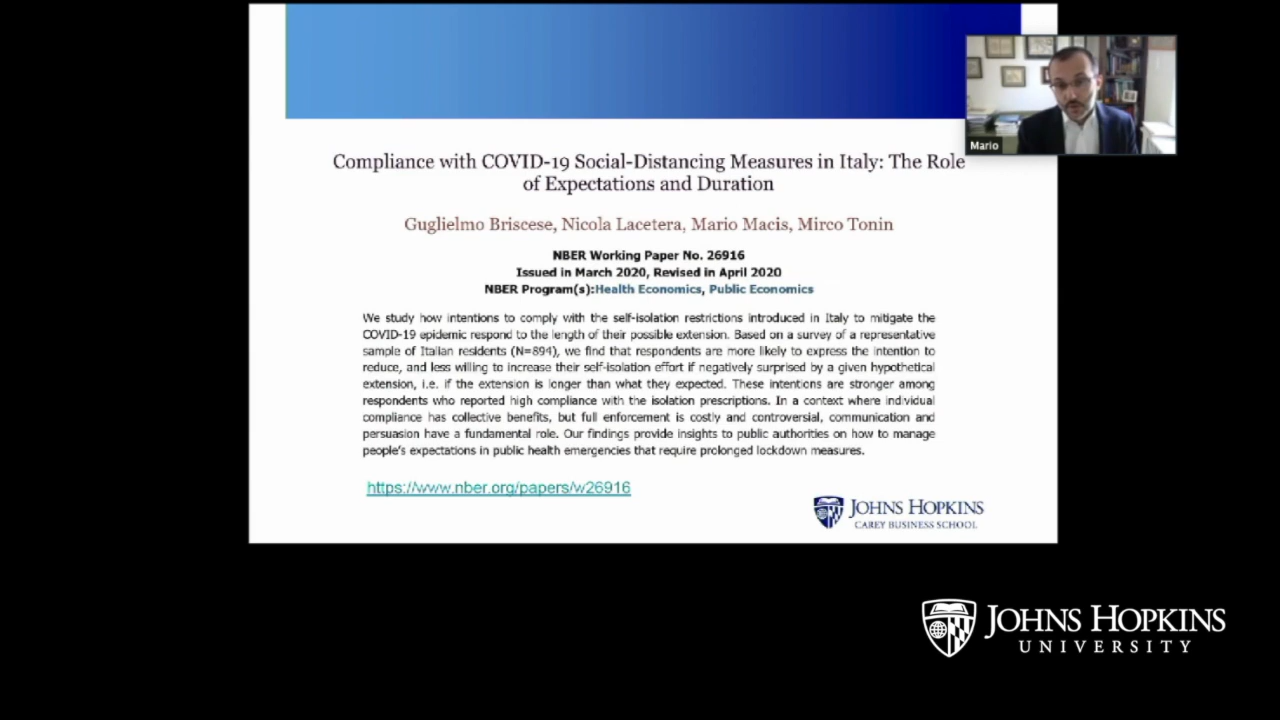 Mario
Compliance with COVID-19 Social-Distancing Measures in Italy: The Role
of Expectations and Duration
Guglielmo Briscese, Nicola Lacetera, Mario Macis, Mirco Tonin
NBER Working Paper No. 26916
Issued in March 2020, Revised in April 2020
NBER Program(s):Health Economics, Public Economics
We study how intentions to comply with the self-isolation restrictions introduced in Italy to mitigate the
COVID-19 epidemic respond to the length of their possible extension. Based on a survey of a representative
sample of Italian residents (N=894), we find that respondents are more likely to express the intention to
reduce, and less willing to increase their self-isolation effort if negatively surprised by a given hypothetical
extension, i.e. if the extension is longer than what they expected. These intentions are stronger among
respondents who reported high compliance with the isolation prescriptions. In a context where individual
compliance has collective benefits, but full enforcement is costly and controversial, communication and
persuasion have a fundamental role. Our findings provide insights to public authorities on how to manage
people's expectations in public health emergencies that require prolonged lockdown measures.
https://www.nber.org/papers/w26916
JOHNS HOPKINS
CAREY BUSINESS SCHOOL
JOHNS HOPKINS
UNIVERSITY